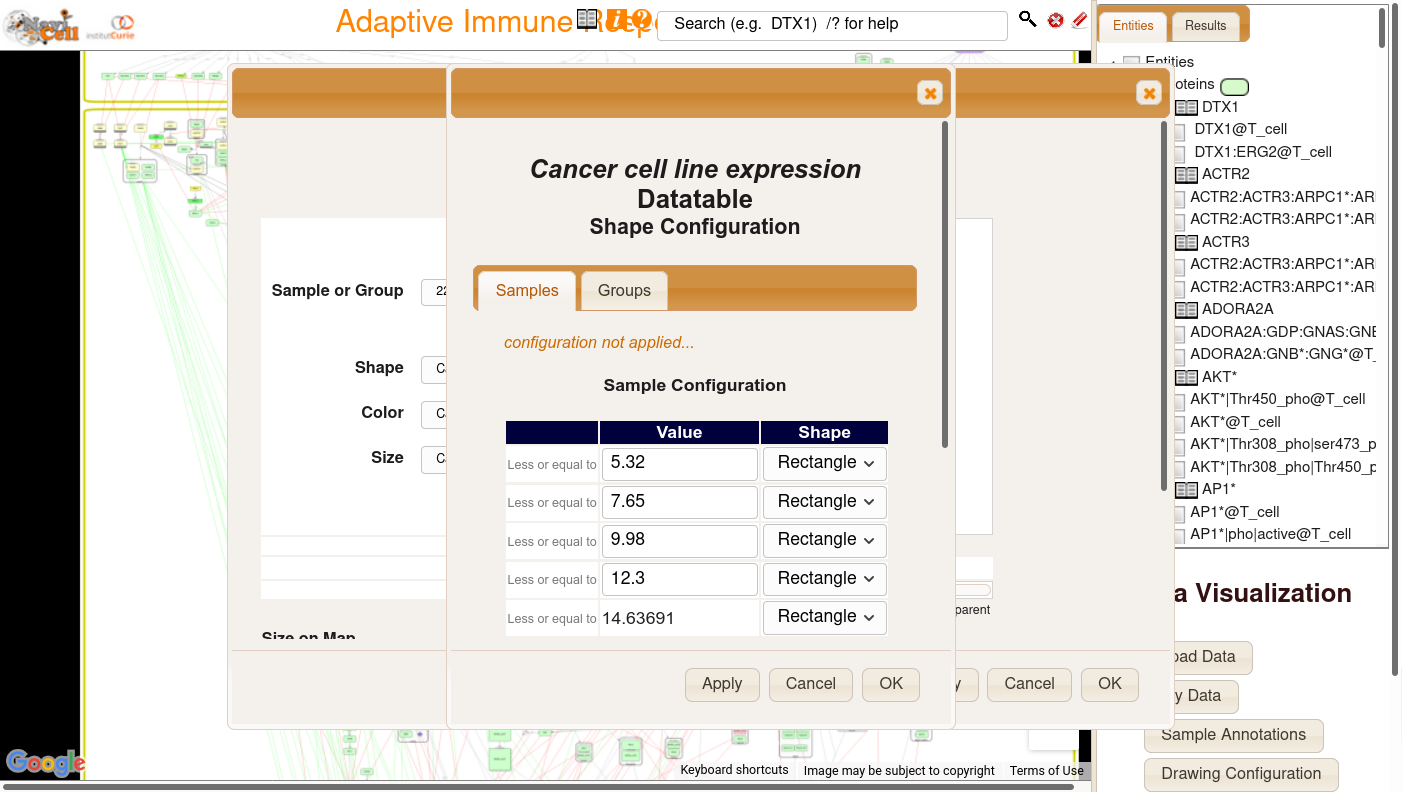 Navi
Cell
institutCurie
Adaptive Immune Resp
Search (e.g. DTX1) /? for help
Entities
Results
Entities
oteins
DTX1
DTX1@T_cell
DTX1:ERG2@T_cell
ACTR2
ACTR2:ACTR3:ARPC1*:AR
ACTR2:ACTR3:ARPC1*:AR
ACTR3
ACTR2:ACTR3:ARPC1*:AR
ACTR2:ACTR3:ARPC1*:AR
ADORA2A
ADORA2A:GDP:GNAS:GNE
ADORA2A:GNB*:GNG*@T_
AKT*
AKT*|Thr450_pho@T_cell
AKT*@T_cell
AKT*|Thr308_pho|ser473_p
AKT*|Thr308_pho|Thr450_p
AP1*
AP1*@T_cell
AP1*|pho|active@T_cell
Sample or Group
22
Shape
Color
Size
Size on Map
parent
Cancer cell line expression
Datatable
Shape Configuration
Samples
Groups
configuration not applied...
Sample Configuration
Value Shape
Less or equal to 5.32 Rectangle
Less or equal to 7.65 Rectangle
Less or equal to 9.98 Rectangle
Less or equal to 12.3 Rectangle
Less or equal to 14.63691 Rectangle
Apply
Cancel
OK
y
Cancel
OK
a Visualization
oad Data
y Data
Sample Annotations
Drawing Configuration
Google
Keyboard shortcuts
Image may be subject to copyright
Terms of Use